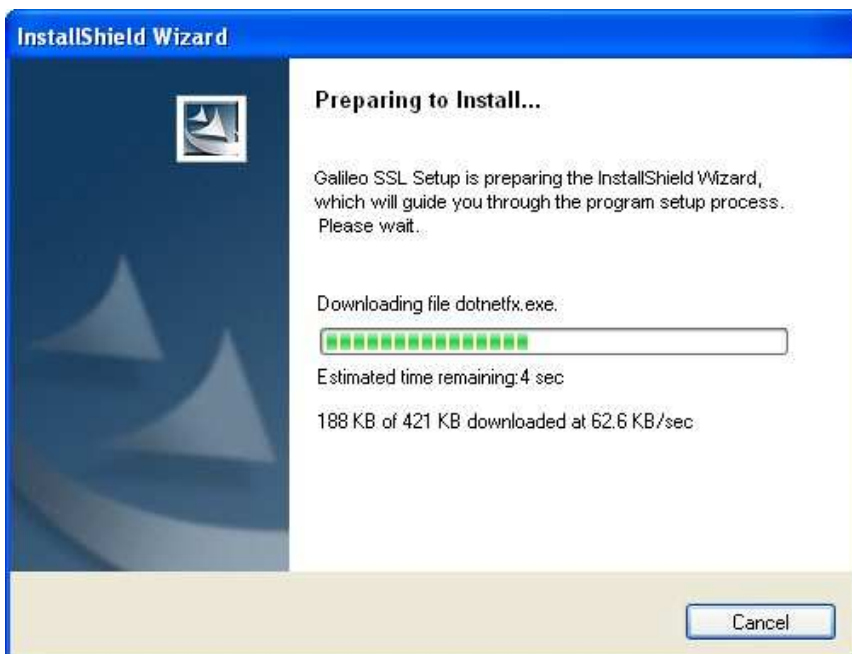 InstallShield Wizard
Preparing to Install...
Galileo SSL Setup is preparing the InstallShield Wizard,
which will guide you through the program setup process.
Please wait.
Downloading file dotnetfx.exe.
Estimated time remaining:4 sec
188 KB of 421 KB downloaded at 62.6 KB/sec
Cancel